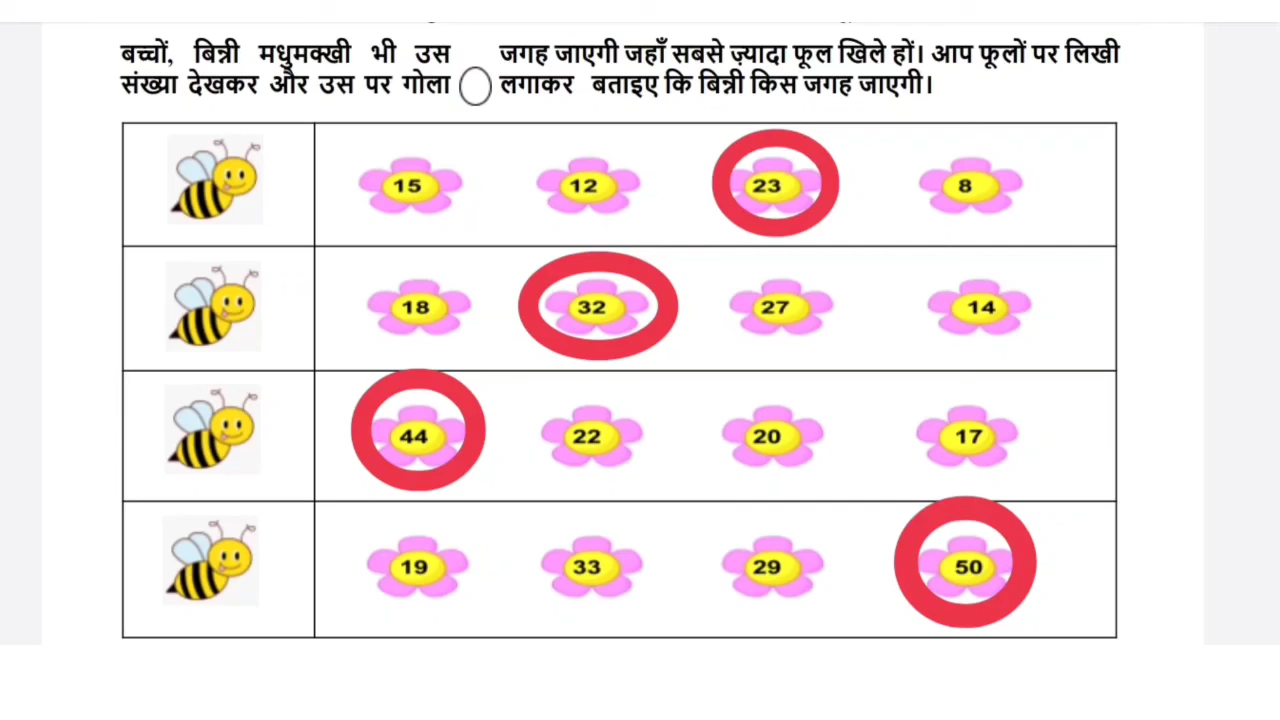 बच्चों, बिन्नी मधुमक्खी भी उस जगह जाएगी जहाँ सबसे ज़्यादा फूल खिले हों। आप फूलों पर लिखी
संख्या देखकर और उस पर गोला लगाकर बताइए कि बिन्नी किस जगह जाएगी।
15 12 23 8
18 32 27 14
44 22 20 17
19 33 29 50